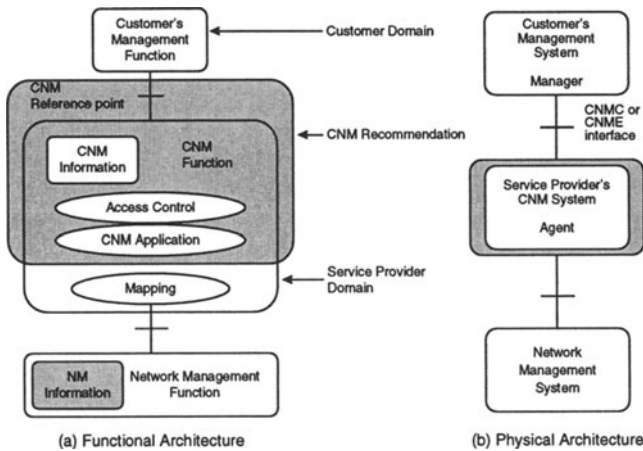 Customer's
Management
Function
Customer Domain
CNM
Reference point
CNM
Information
CNM
Function
CNM Recommendation
Access Control
CNM Application
Mapping
Service Provider
Domain
NM
Information
Network Management
Function
(a) Functional Architecture
Customer's
Management
System
Manager
CNMC or
CNME
interface
Service Provider's
CNM System
Agent
Network
Management
System
(b) Physical Architecture